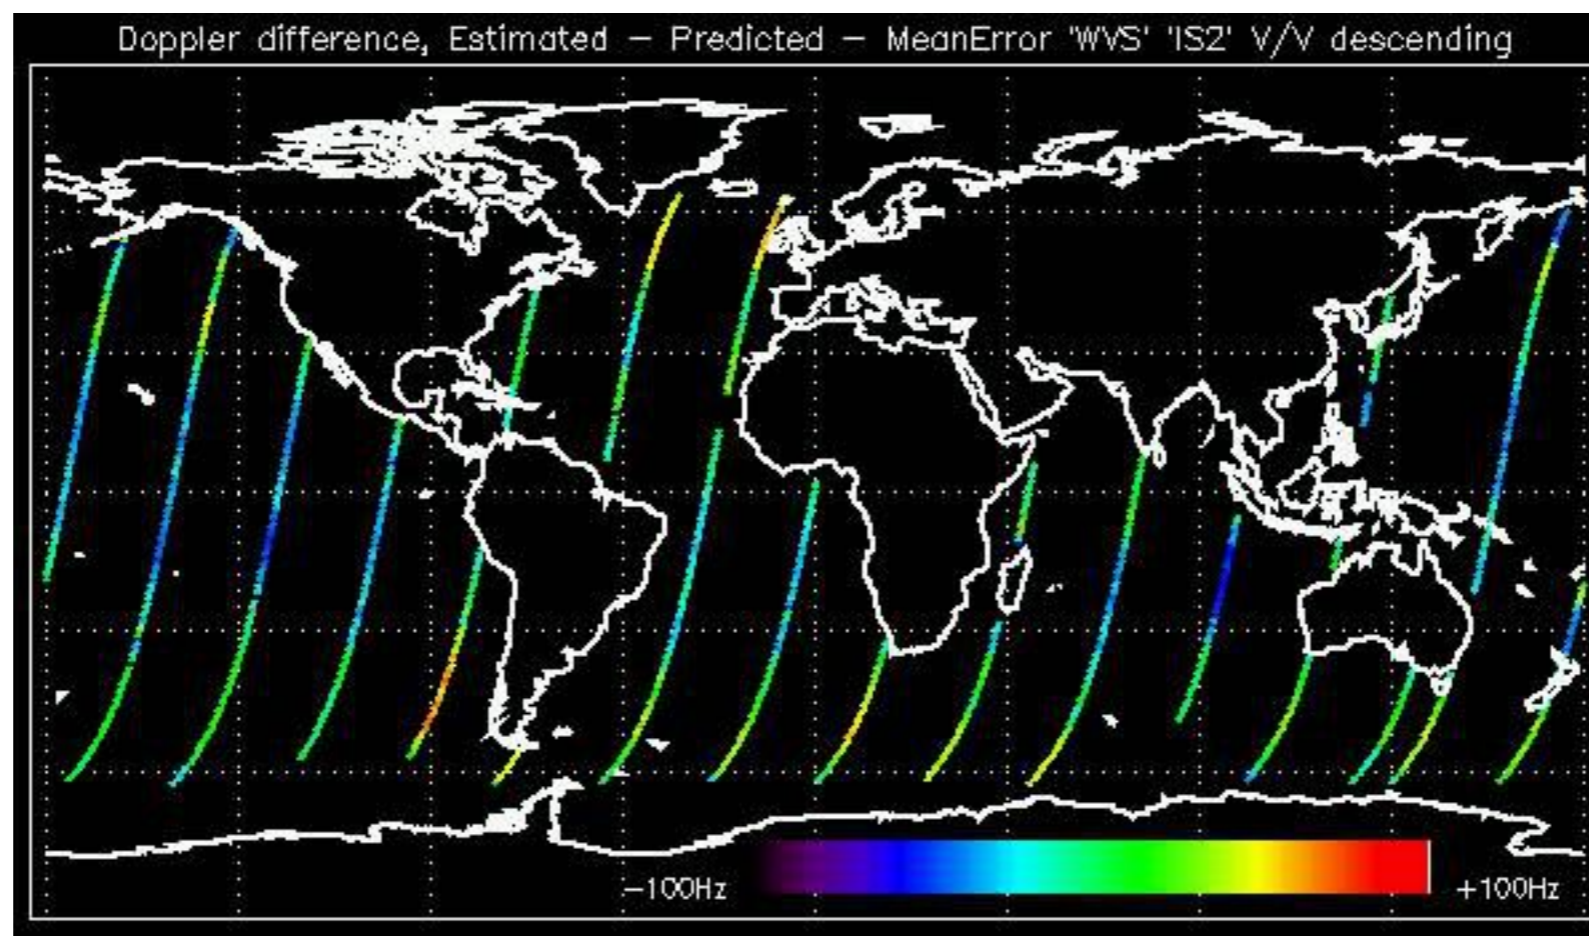 Doppler difference, Estimated – Predicted – MeanError 'WVS' 'IS2' V/V descending
–100Hz
+100Hz